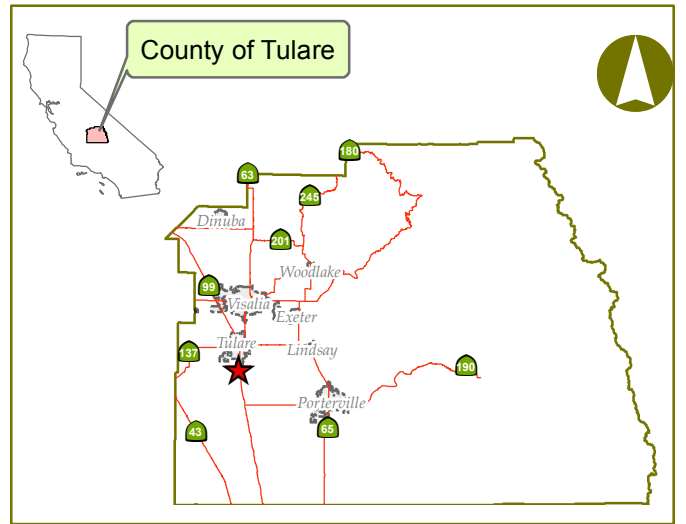 County of Tulare
180
63
245
Dinuba
201
Woodlake
99
Visalia
Exeter
Tulare
Lindsay
137
190
Porterville
43
65